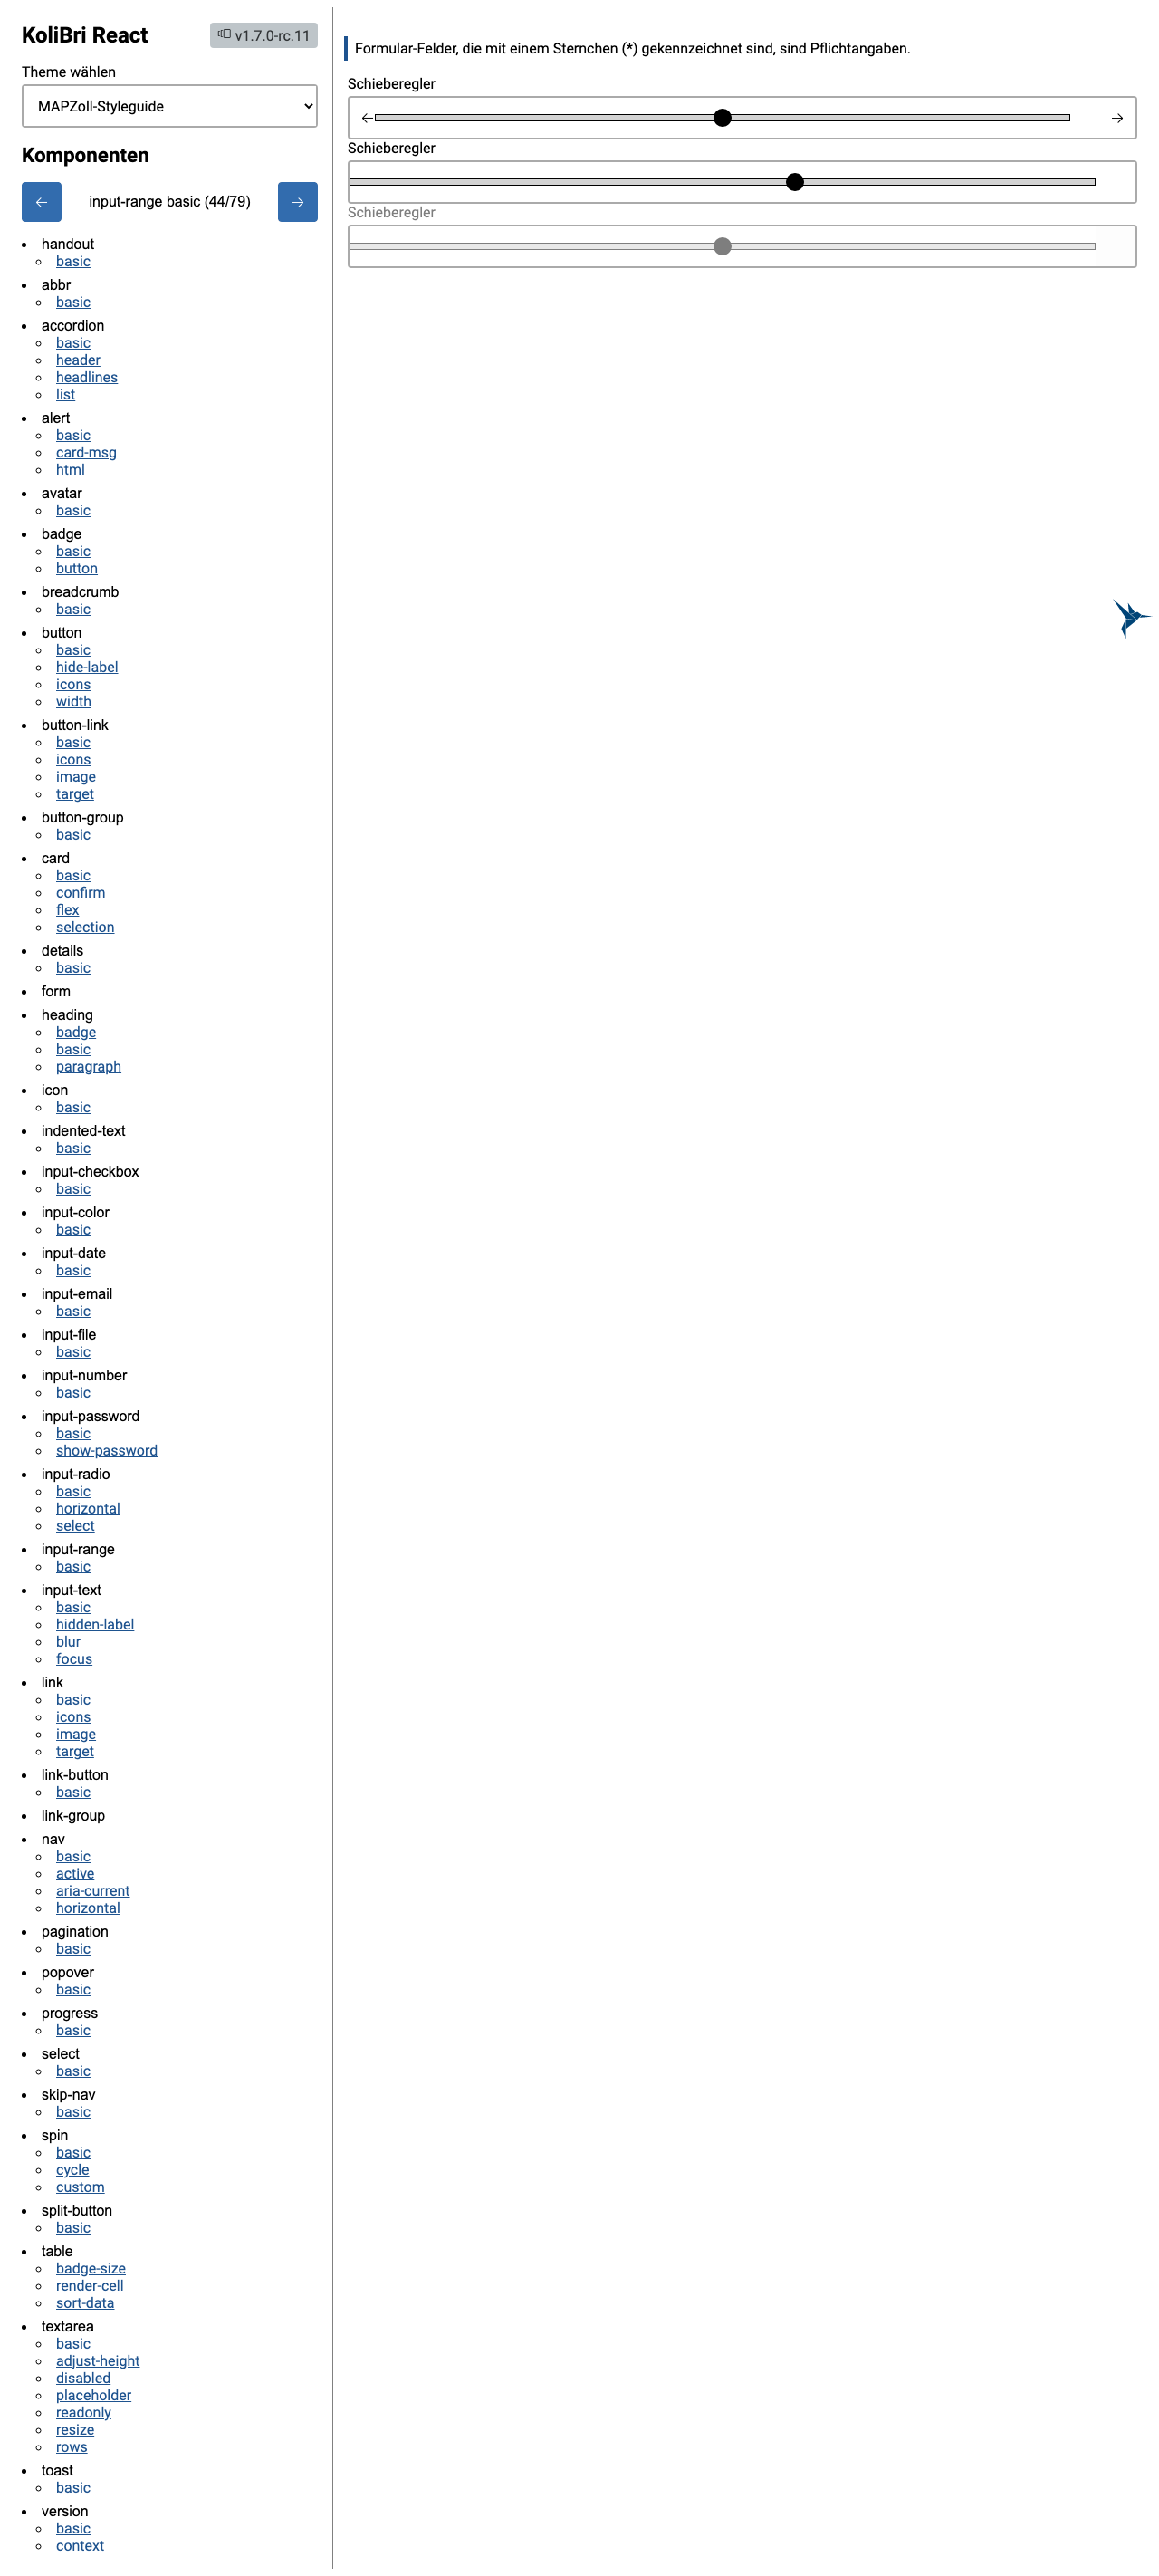 KoliBri React
v1.7.0-rc.11
Theme wählen
MAPZoll-Styleguide
Komponenten
← input-range basic (44/79) →
handout
basic
abbr
basic
accordion
basic
header
headlines
list
alert
basic
card-msg
html
avatar
basic
badge
basic
button
breadcrumb
basic
button
basic
hide-label
icons
width
button-link
basic
icons
image
target
button-group
basic
card
basic
confirm
flex
selection
details
basic
form
heading
badge
basic
paragraph
icon
basic
indented-text
basic
input-checkbox
basic
input-color
basic
input-date
basic
input-email
basic
input-file
basic
input-number
basic
input-password
basic
show-password
input-radio
basic
horizontal
select
input-range
basic
input-text
basic
hidden-label
blur
focus
link
basic
icons
image
target
link-button
basic
link-group
nav
basic
active
aria-current
horizontal
pagination
basic
popover
basic
progress
basic
select
basic
skip-nav
basic
spin
basic
cycle
custom
split-button
basic
table
badge-size
render-cell
sort-data
textarea
basic
adjust-height
disabled
placeholder
readonly
resize
rows
toast
basic
version
basic
context
Formular-Felder, die mit einem Sternchen (*) gekennzeichnet sind, sind Pflichtangaben.
Schieberegler
Schieberegler
Schieberegler